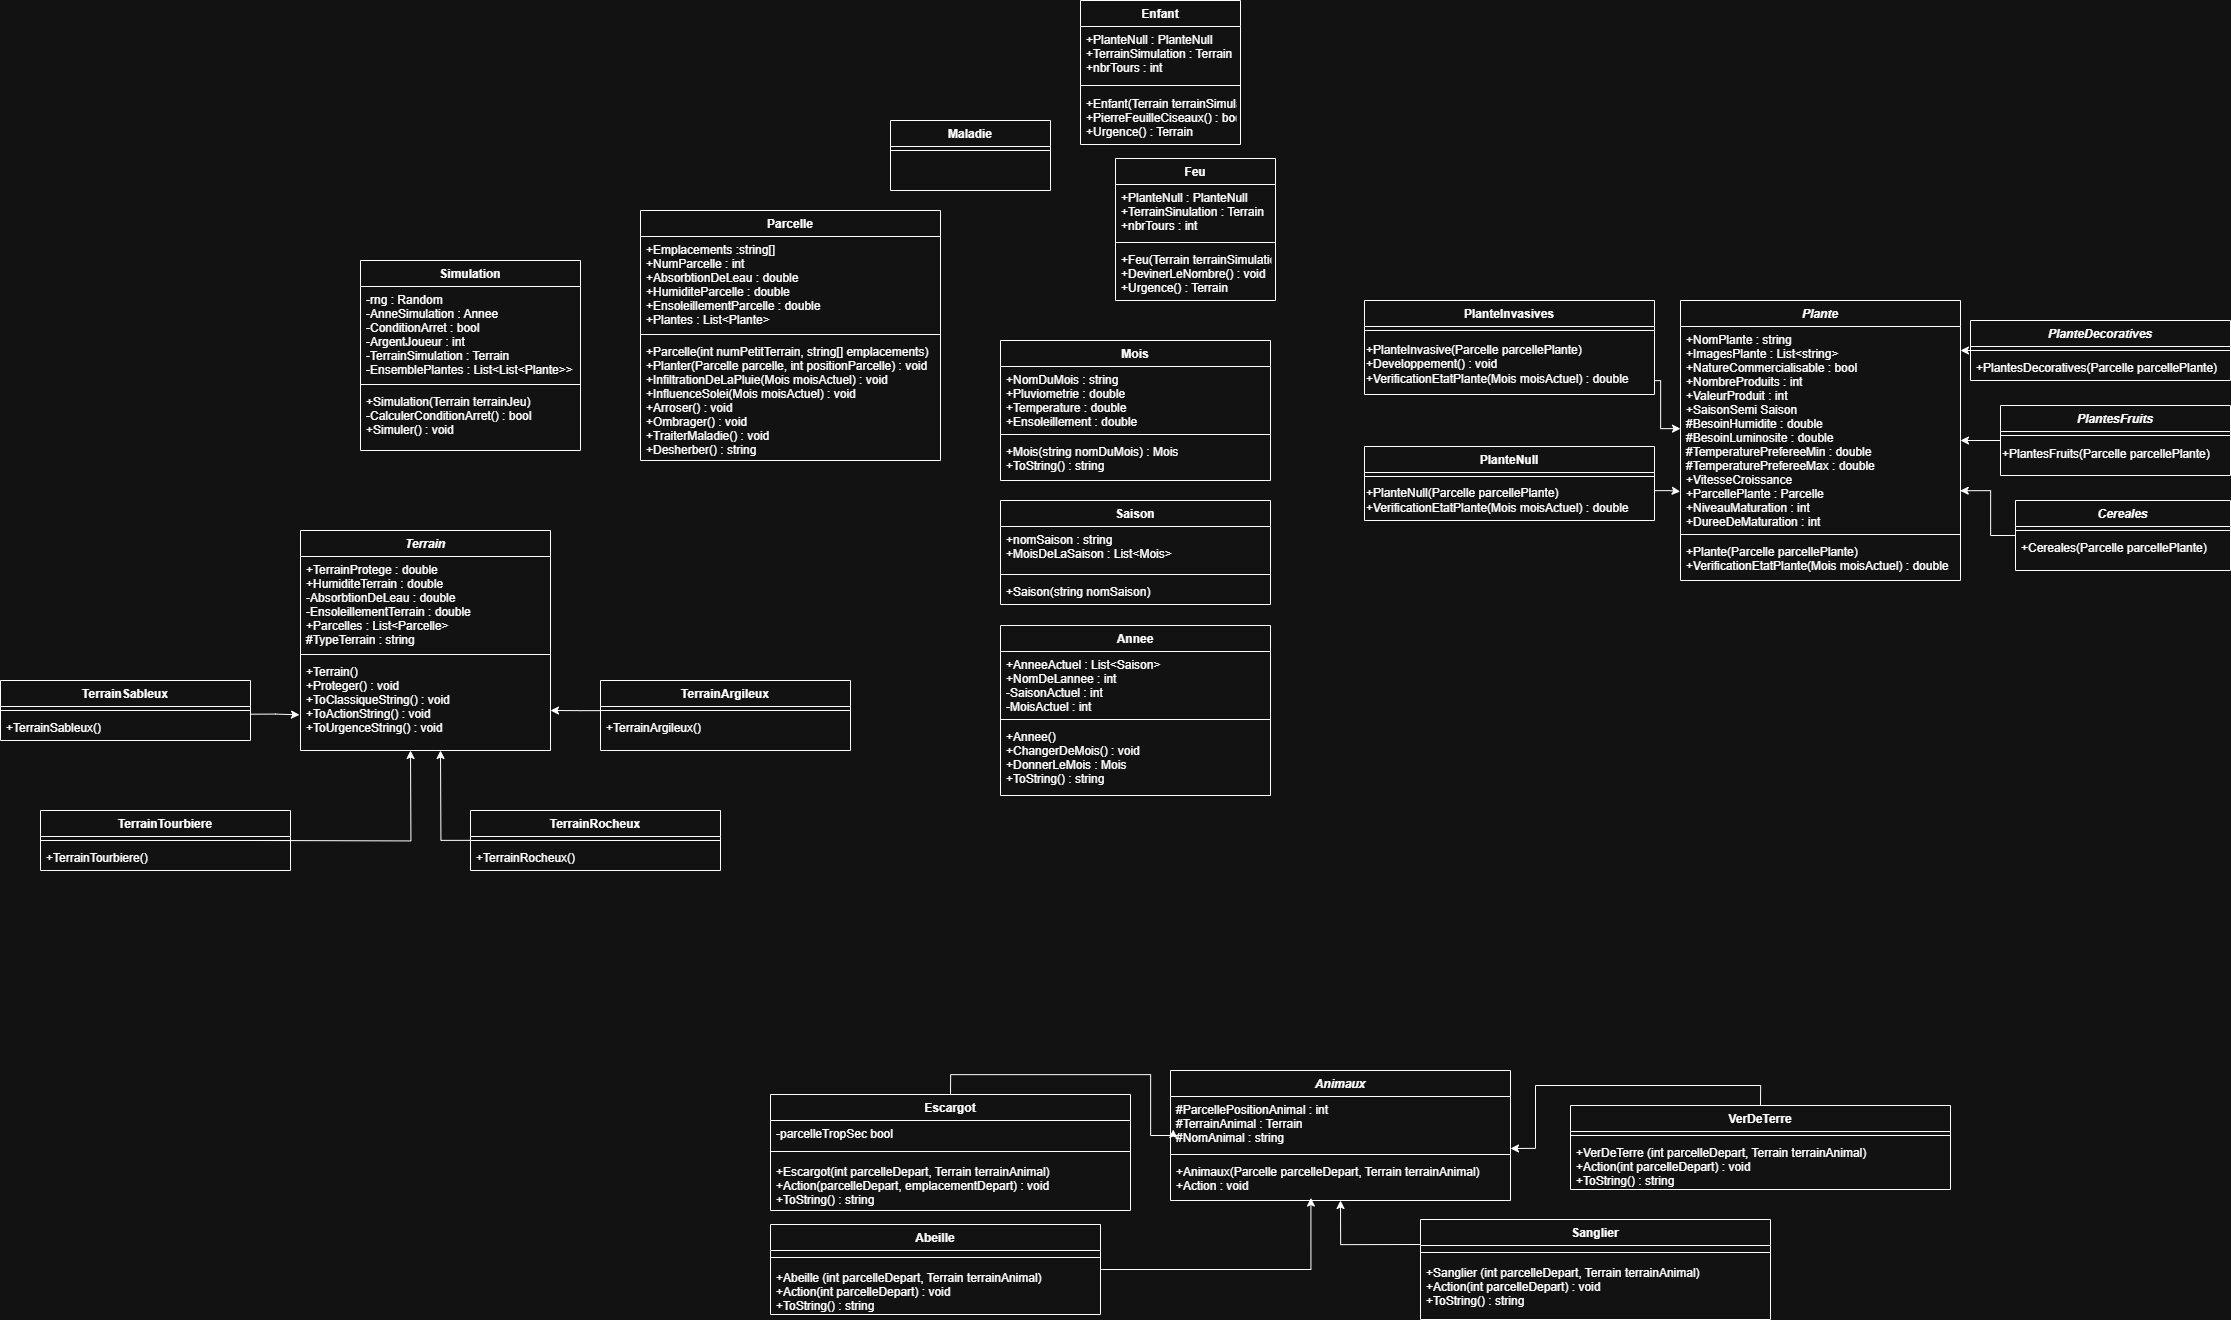 Enfant
+PlanteNull : PlanteNull
+TerrainSimulation : Terrain
+nbrTours : int
+Enfant(Terrain terrainSimul
+PierreFeuilleCiseaux() : bo
+Urgence() : Terrain
Maladie
Feu
+PlanteNull : PlanteNull
+TerrainSinulation : Terrain
+nbrTours : int
+Feu(Terrain terrainSimulati
+DevinerLeNombre() : void
+Urgence() : Terrain
Parcelle
+Emplacements :string[]
+NumParcelle : int
+AbsorbtionDeLeau : double
+HumiditeParcelle : double
+EnsoleillementParcelle : double
+Plantes : List<Plante>
+Parcelle(int numPetitTerrain, string[] emplacements)
+Planter(Parcelle parcelle, int positionParcelle) : void
+InfiltrationDeLaPluie(Mois moisActuel) : void
+InfluenceSolei(Mois moisActuel) : void
+Arroser() : void
+Ombrager() : void
+TraiterMaladie() : void
+Desherber() : string
Simulation
-rng : Random
-AnneSimulation : Annee
-ConditionArret : bool
-ArgentJoueur : int
-TerrainSimulation : Terrain
-EnsemblePlantes : List<List<Plante>>
+Simulation(Terrain terrainJeu)
-CalculerConditionArret() : bool
+Simuler() : void
Mois
+NomDuMois : string
+Pluviometrie : double
+Temperature : double
+Ensoleillement : double
+Mois(string nomDuMois) : Mois
+ToString() : string
PlanteInvasives
+PlanteInvasive(Parcelle parcellePlante)
+Developpement() : void
+VerificationEtatPlante(Mois moisActuel) : double
PlanteNull
+PlanteNull(Parcelle parcellePlante)
+VerificationEtatPlante(Mois moisActuel) : double
Plante
+NomPlante : string
+ImagesPlante : List<string>
+NatureCommercialisable : bool
+NombreProduits : int
+ValeurProduit : int
+SaisonSemi Saison
#BesoinHumidite : double
#BesoinLuminosite : double
#TemperaturePrefereeMin : double
#TemperaturePrefereeMax : double
+VitesseCroissance
+ParcellePlante : Parcelle
+NiveauMaturation : int
+DureeDeMaturation : int
+Plante(Parcelle parcellePlante)
+VerificationEtatPlante(Mois moisActuel) : double
PlanteDecoratives
+PlantesDecoratives(Parcelle parcellePlante)
PlantesFruits
+PlantesFruits(Parcelle parcellePlante)
Cereales
+Cereales(Parcelle parcellePlante)
Saison
+nomSaison : string
+MoisDeLaSaison : List<Mois>
+Saison(string nomSaison)
Terrain
+TerrainProtege : double
+HumiditeTerrain : double
-AbsorbtionDeLeau : double
-EnsoleillementTerrain : double
+Parcelles : List<Parcelle>
#TypeTerrain : string
+Terrain()
+Proteger() : void
+ToClassiqueString() : void
+ToActionString() : void
+ToUrgenceString() : void
Annee
+AnneeActuel : List<Saison>
+NomDeLannee : int
-SaisonActuel : int
-MoisActuel : int
+Annee()
+ChangerDeMois() : void
+DonnerLeMois : Mois
+ToString() : string
TerrainSableux
+TerrainSableux()
TerrainArgileux
+TerrainArgileux()
TerrainTourbiere
+TerrainTourbiere()
TerrainRocheux
+TerrainRocheux()
Animaux
#ParcellePositionAnimal : int
#TerrainAnimal : Terrain
#NomAnimal : string
+Animaux(Parcelle parcelleDepart, Terrain terrainAnimal)
+Action : void
Escargot
-parcelleTropSec bool
+Escargot(int parcelleDepart, Terrain terrainAnimal)
+Action(parcelleDepart, emplacementDepart) : void
+ToString() : string
VerDeTerre
+VerDeTerre (int parcelleDepart, Terrain terrainAnimal)
+Action(int parcelleDepart) : void
+ToString() : string
Abeille
+Abeille (int parcelleDepart, Terrain terrainAnimal)
+Action(int parcelleDepart) : void
+ToString() : string
Sanglier
+Sanglier (int parcelleDepart, Terrain terrainAnimal)
+Action(int parcelleDepart) : void
+ToString() : string